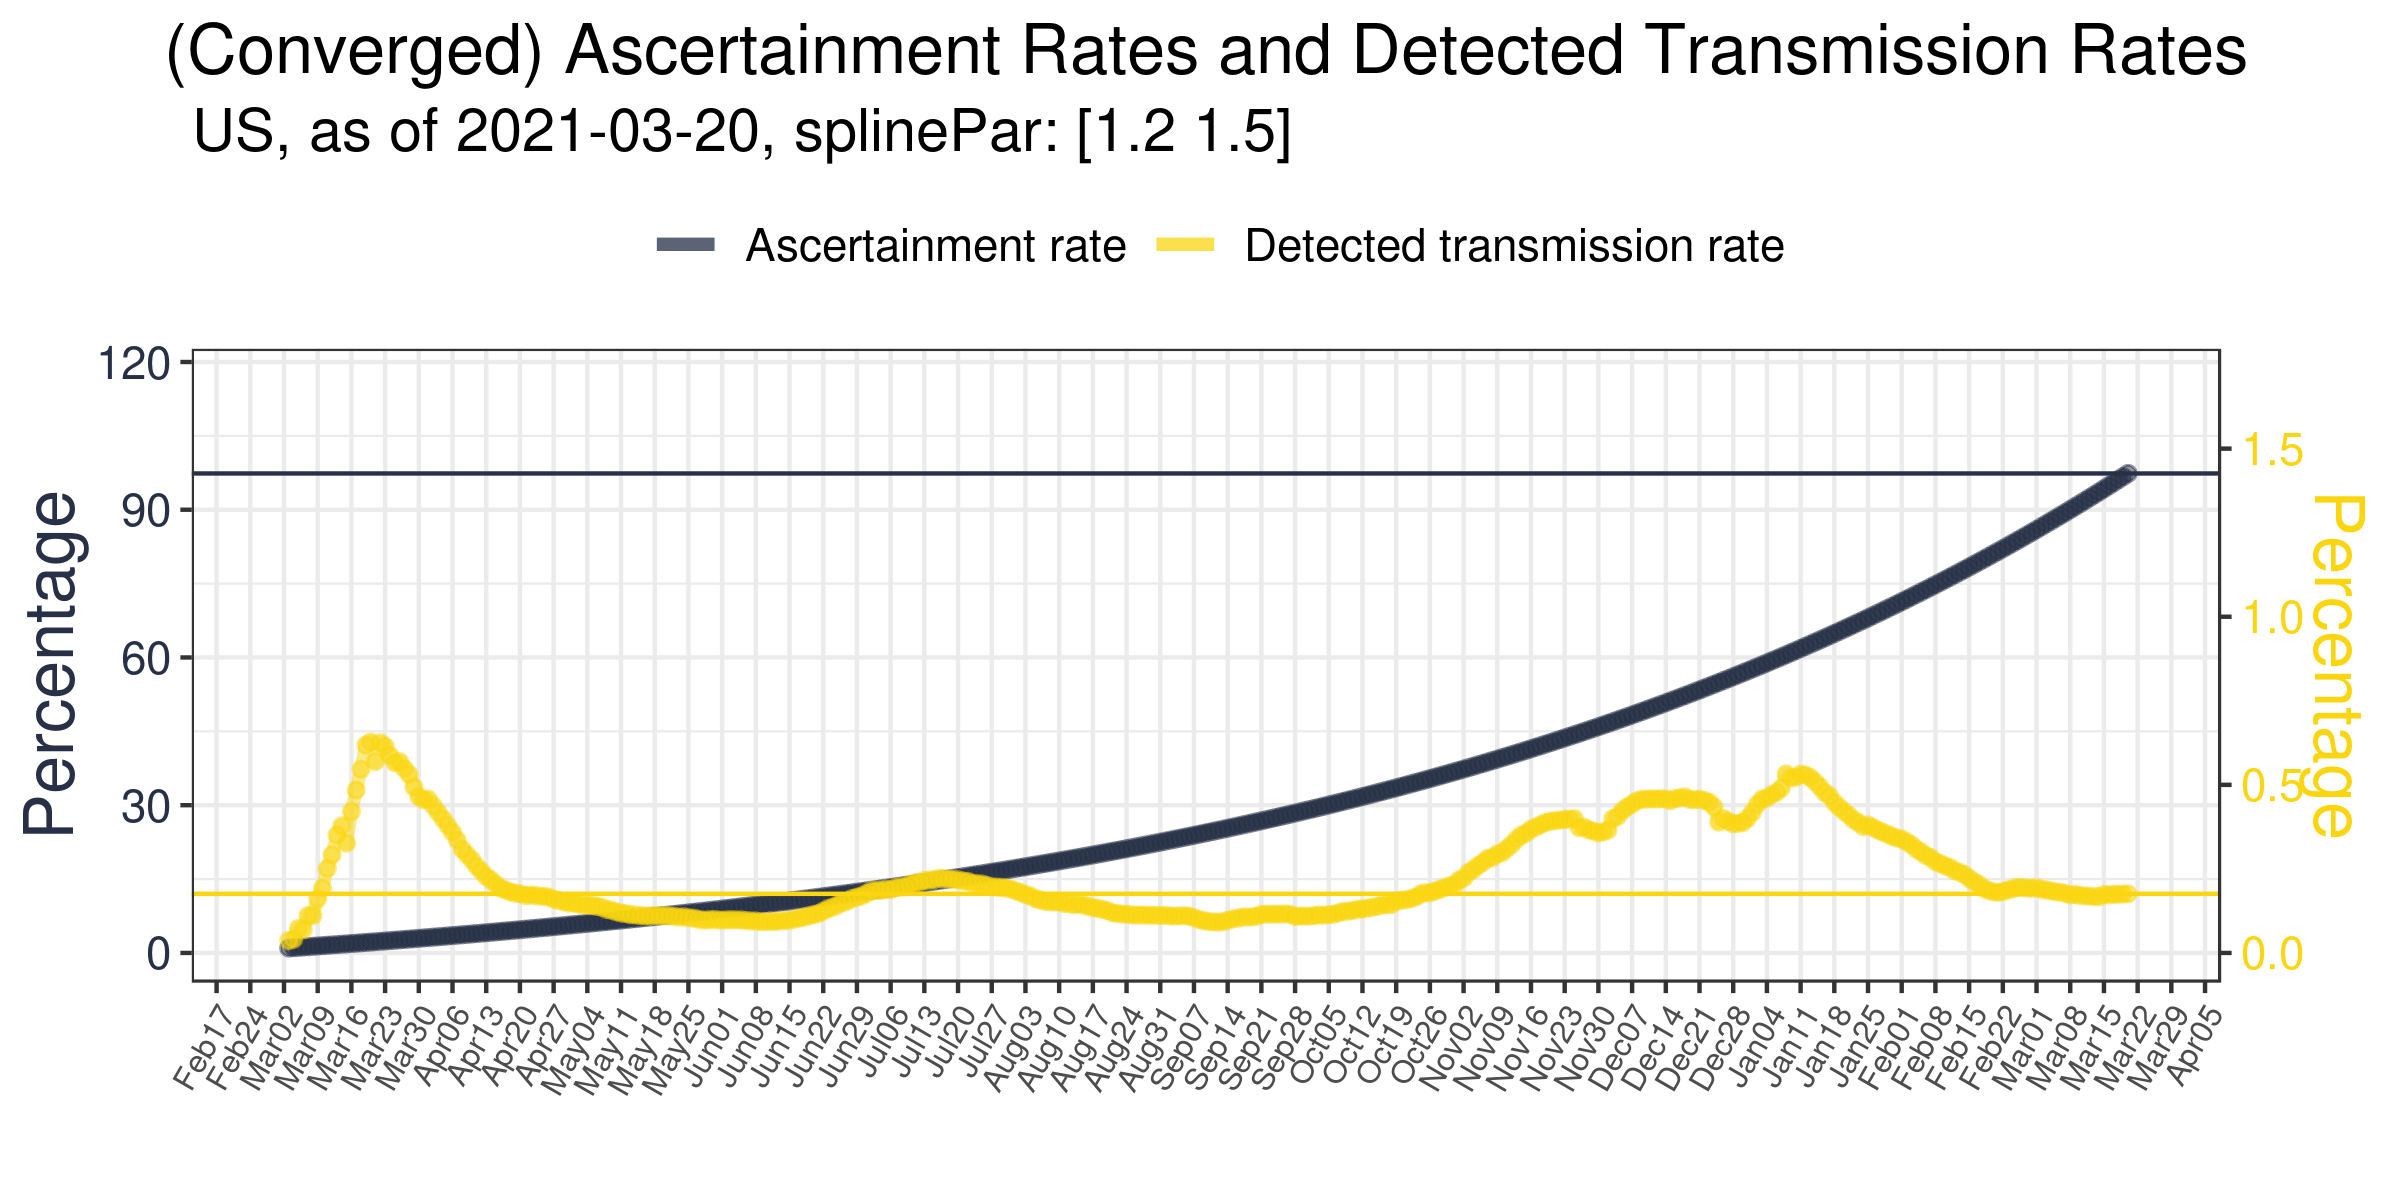 (Converged) Ascertainment Rates and Detected Transmission Rates
US, as of 2021-03-20, splinePar: [1.2 1.5]
Ascertainment rate Detected transmission rate
Percentage
120
90
60
30
0
1.5
1.0
0.5
0.0
Percentage
Feb17 Feb24 Mar02 Mar09 Mar16 Mar23 Mar30 Apr06 Apr13 Apr20 Apr27 May04 May11 May18 May25 Jun01 Jun08 Jun15 Jun22 Jun29 Jul06 Jul13 Jul20 Jul27 Aug03 Aug10 Aug17 Aug24 Aug31 Sep07 Sep14 Sep21 Sep28 Oct05 Oct12 Oct19 Oct26 Nov02 Nov09 Nov16 Nov23 Nov30 Dec07 Dec14 Dec21 Dec28 Dec04 Jan11 Jan18 Jan25 Feb01 Feb08 Feb15 Feb22 Mar01 Mar08 Mar15 Mar22 Mar29 Apr05